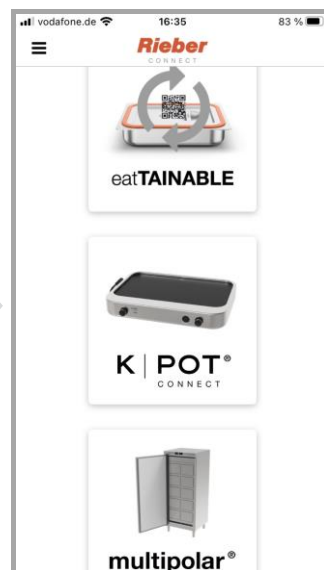 vodafone.de 16:35 83 %
Rieber
CONNECT
eatTAINABLE
K | POT®
CONNECT
multipolar®